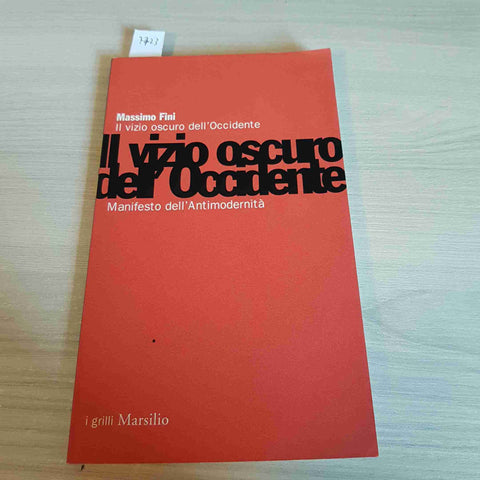 7723
Massimo Fini
Il vizio oscuro dell'Occidente
Il vizio oscuro
dell'Occidente
Manifesto dell'Antimodernità
i grilli Marsilio